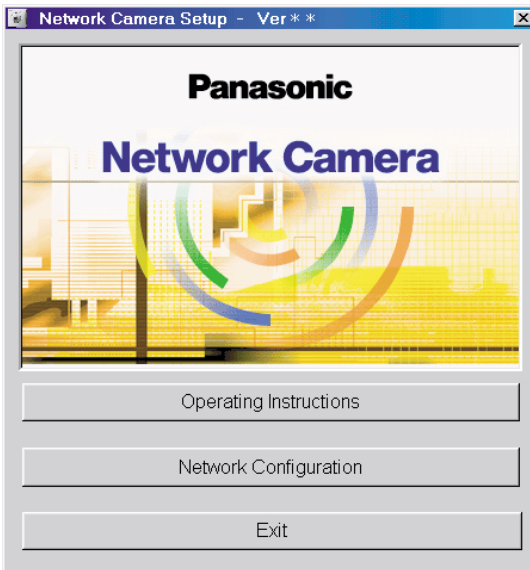 Network Camera Setup - Ver**
Panasonic
Network Camera
Operating Instructions
Network Configuration
Exit